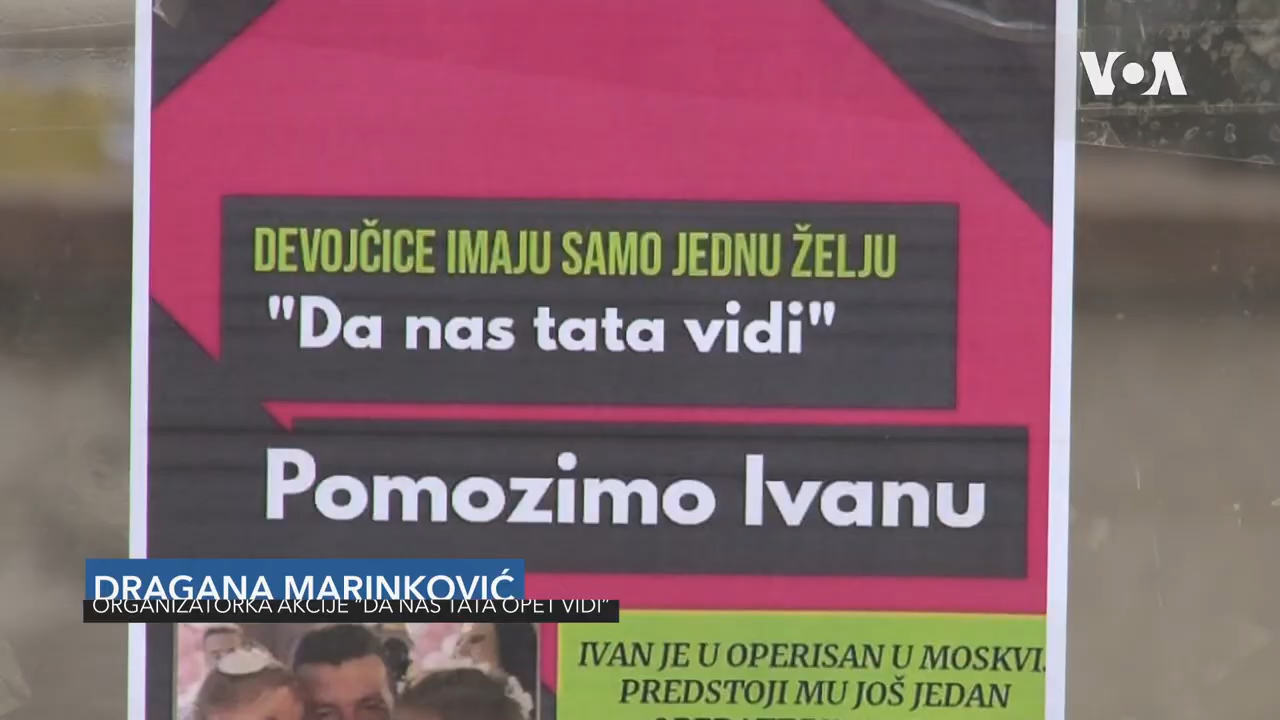 VOA
DEVOJČICE IMAJU SAMO JEDNU ŽELJU
"Da nas tata vidi"
Pomozimo Ivanu
DRAGANA MARINKOVIĆ
ORGANIZATORKA AKCIJE "DA NAS TATA OPET VIDI"
IVAN JE U OPERISAN U MOSKVI.
PREDSTOJI MU JOŠ JEDAN